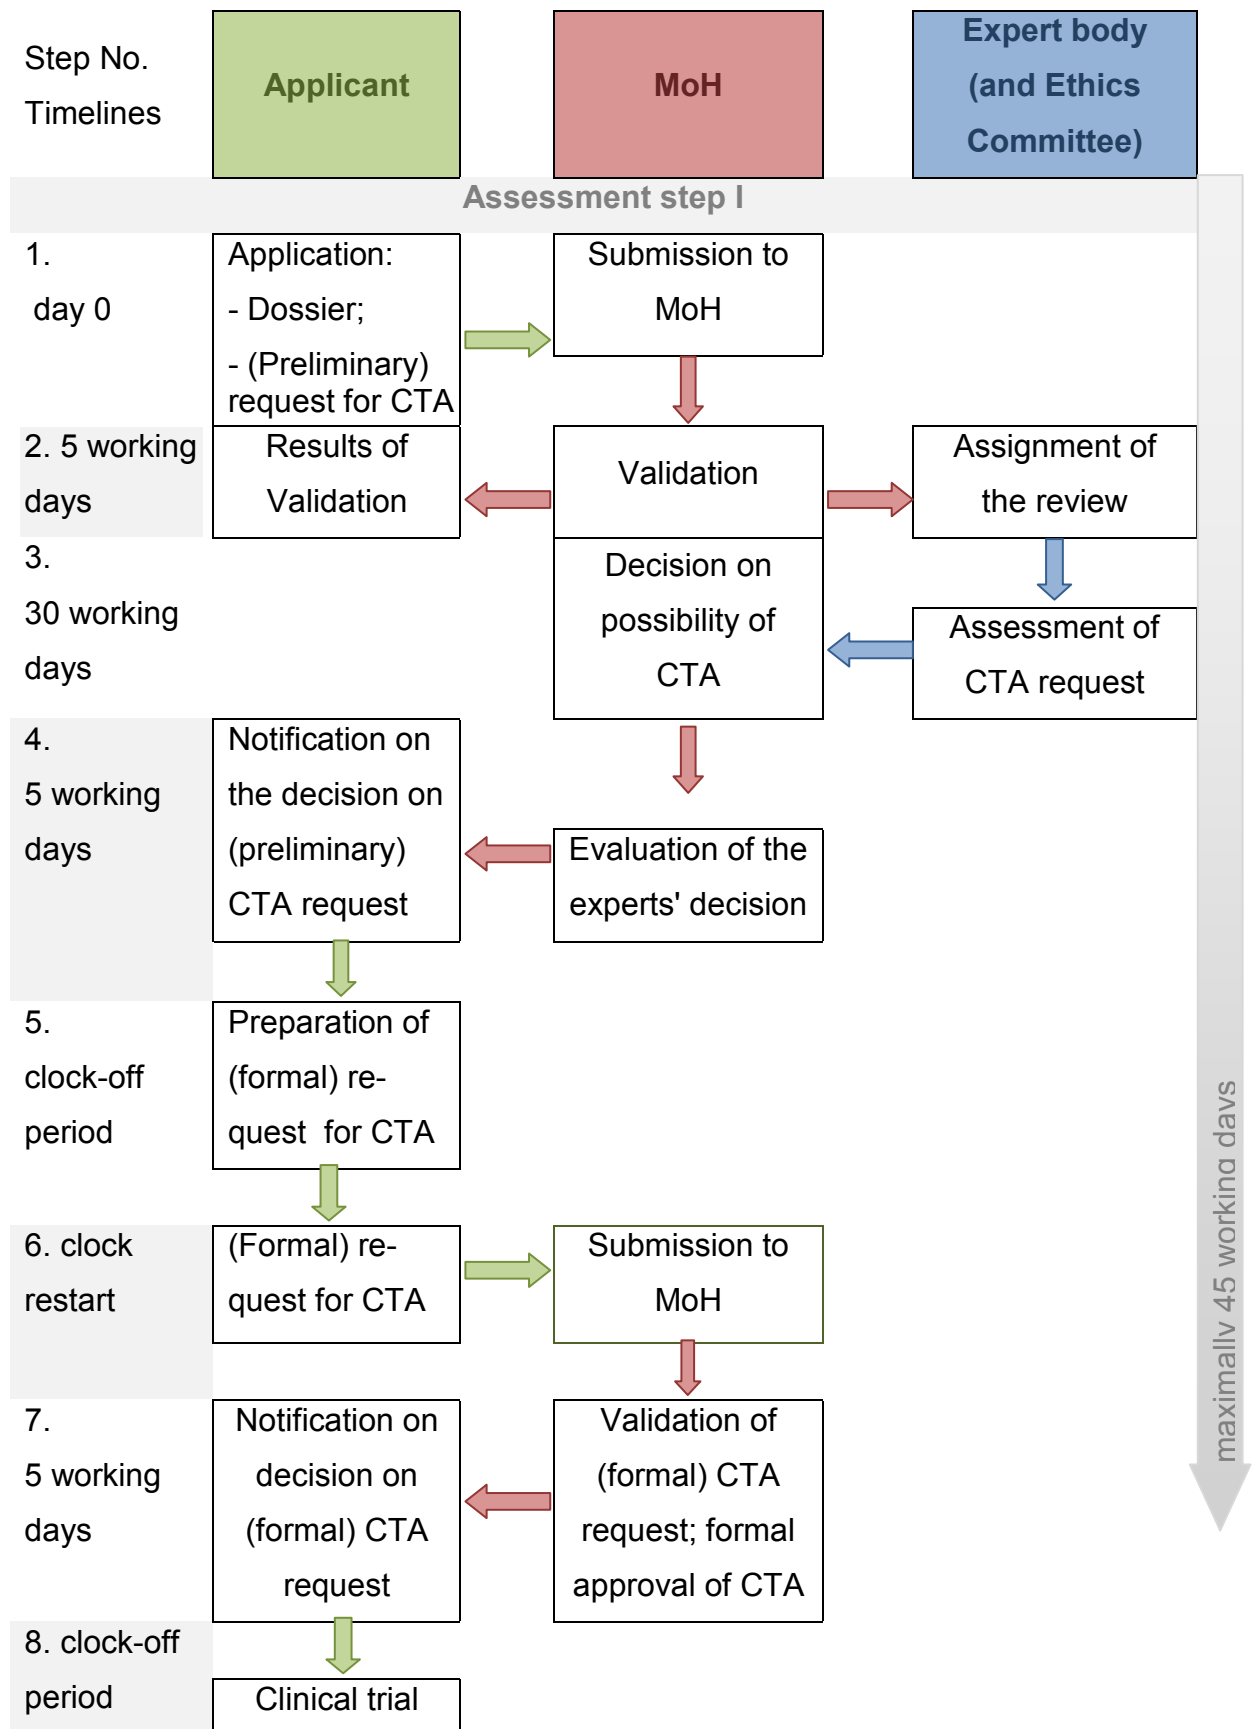 Step No.
Timelines
Applicant
MoH
Expert body
(and Ethics
Committee)
Assessment step I
1.
day 0
Application:
- Dossier;
- (Preliminary)
request for CTA
Submission to
MoH
2. 5 working
days
Results of
Validation
Validation
Assignment of
the review
3.
30 working
days
Decision on
possibility of
CTA
Assessment of
CTA request
4.
5 working
days
Notification on
the decision on
(preliminary)
CTA request
Evaluation of the
experts' decision
5.
clock-off
period
Preparation of
(formal) re-
quest for CTA
6. clock
restart
(Formal) re-
quest for CTA
Submission to
MoH
7.
5 working
days
Notification on
decision on
(formal) CTA
request
Validation of
(formal) CTA
request; formal
approval of CTA
8. clock-off
period
Clinical trial
maximally 45 working days